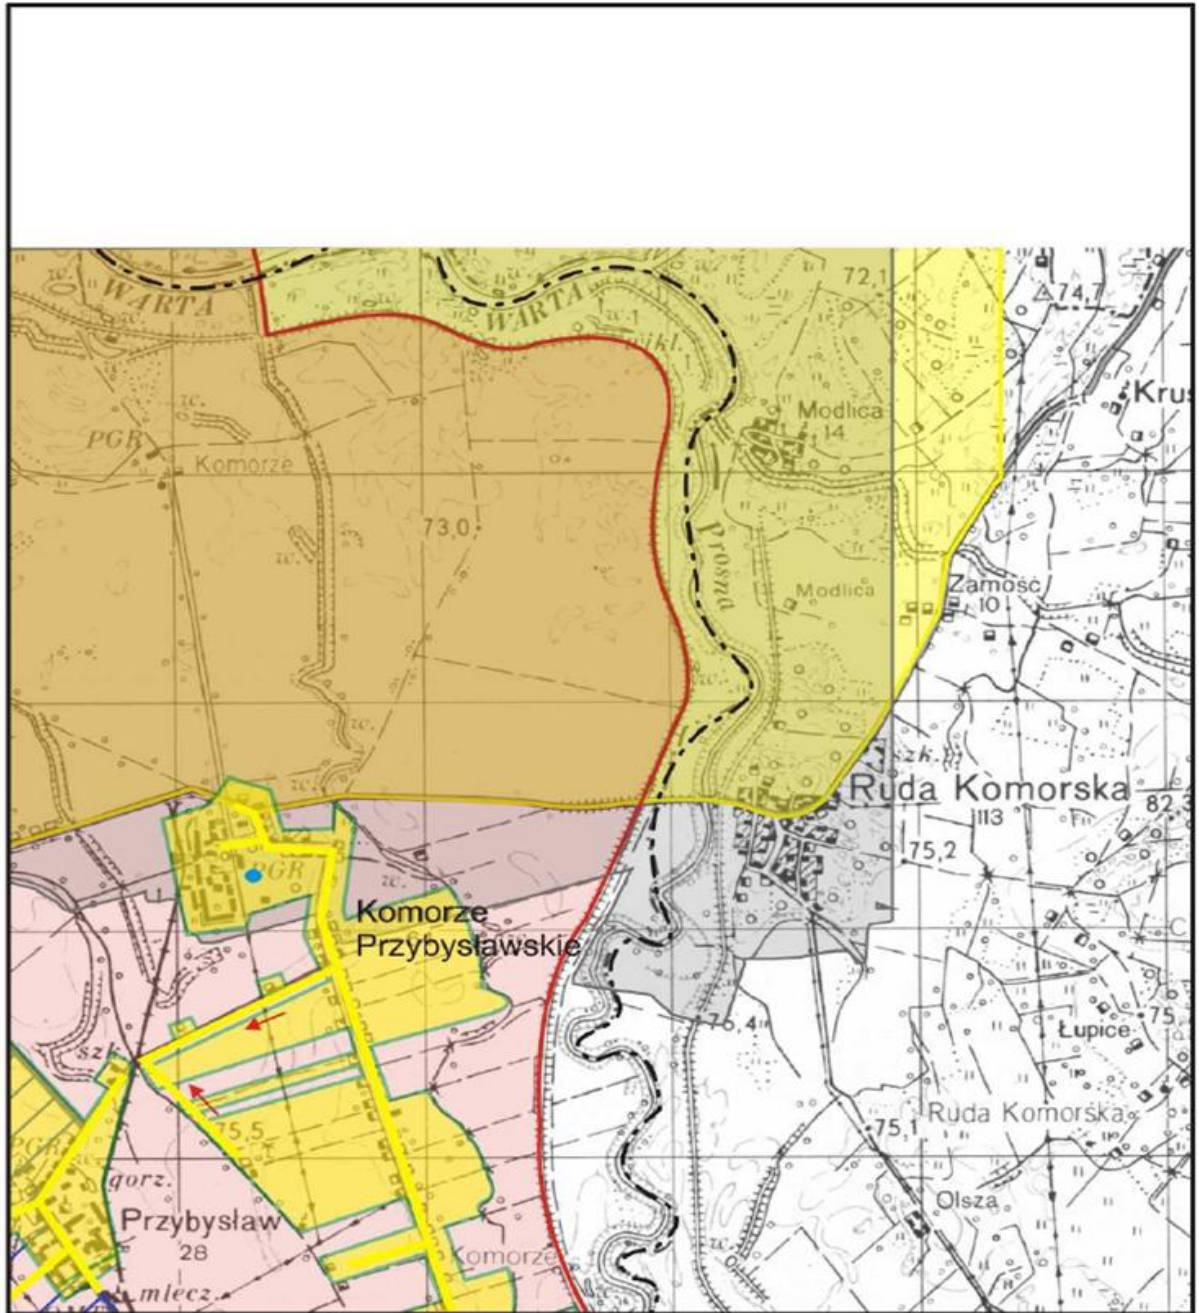 WARTA
WARTA
72,1
74,7
Krus
w.
wikl.
Modlica
14
PGR
Komorze
73,0
w.
Prosna
Modlica
Zamość
10
w.
w.
szk.
Ruda Komorska
113
82,3
w.
75,2
PGR
w.
Komorze
Przybysławskie
75,4
75
Łupice
szk.
Ruda Komorska
75,5
75,1
PGR
gorz.
Olsza
Przybysław
28
Komorze
w.
mlecz.